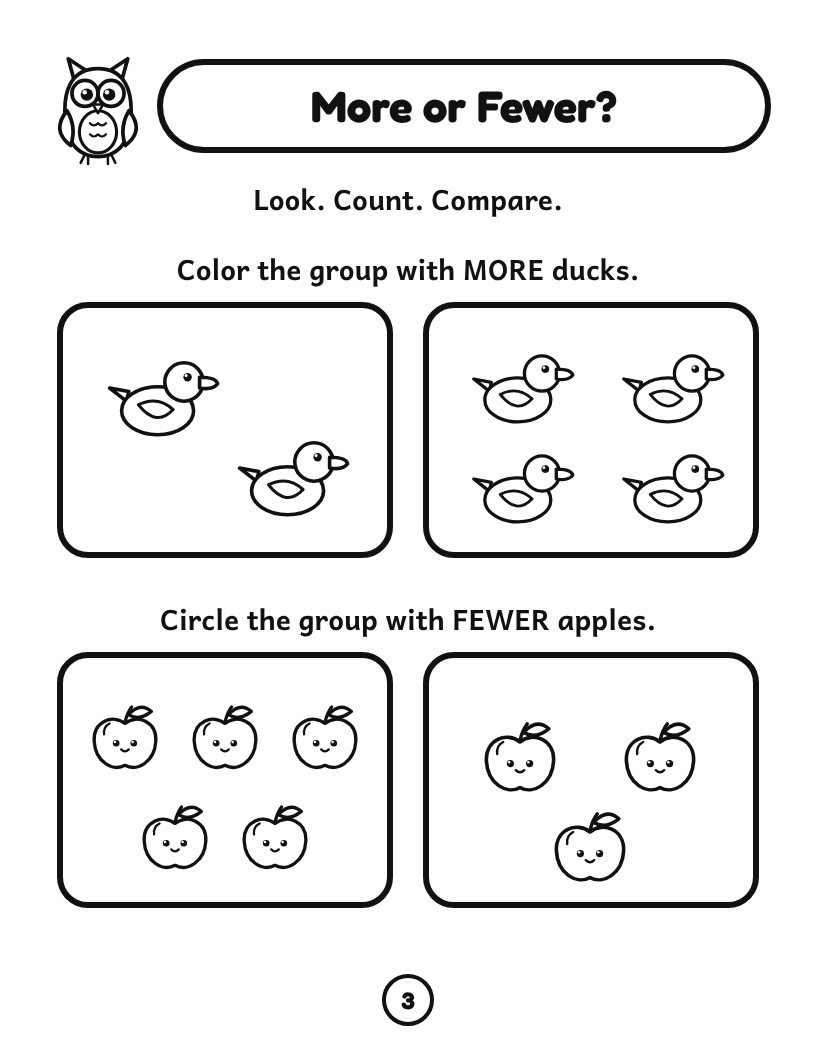 More or Fewer?
Look. Count. Compare.
Color the group with MORE ducks.
Circle the group with FEWER apples.
3